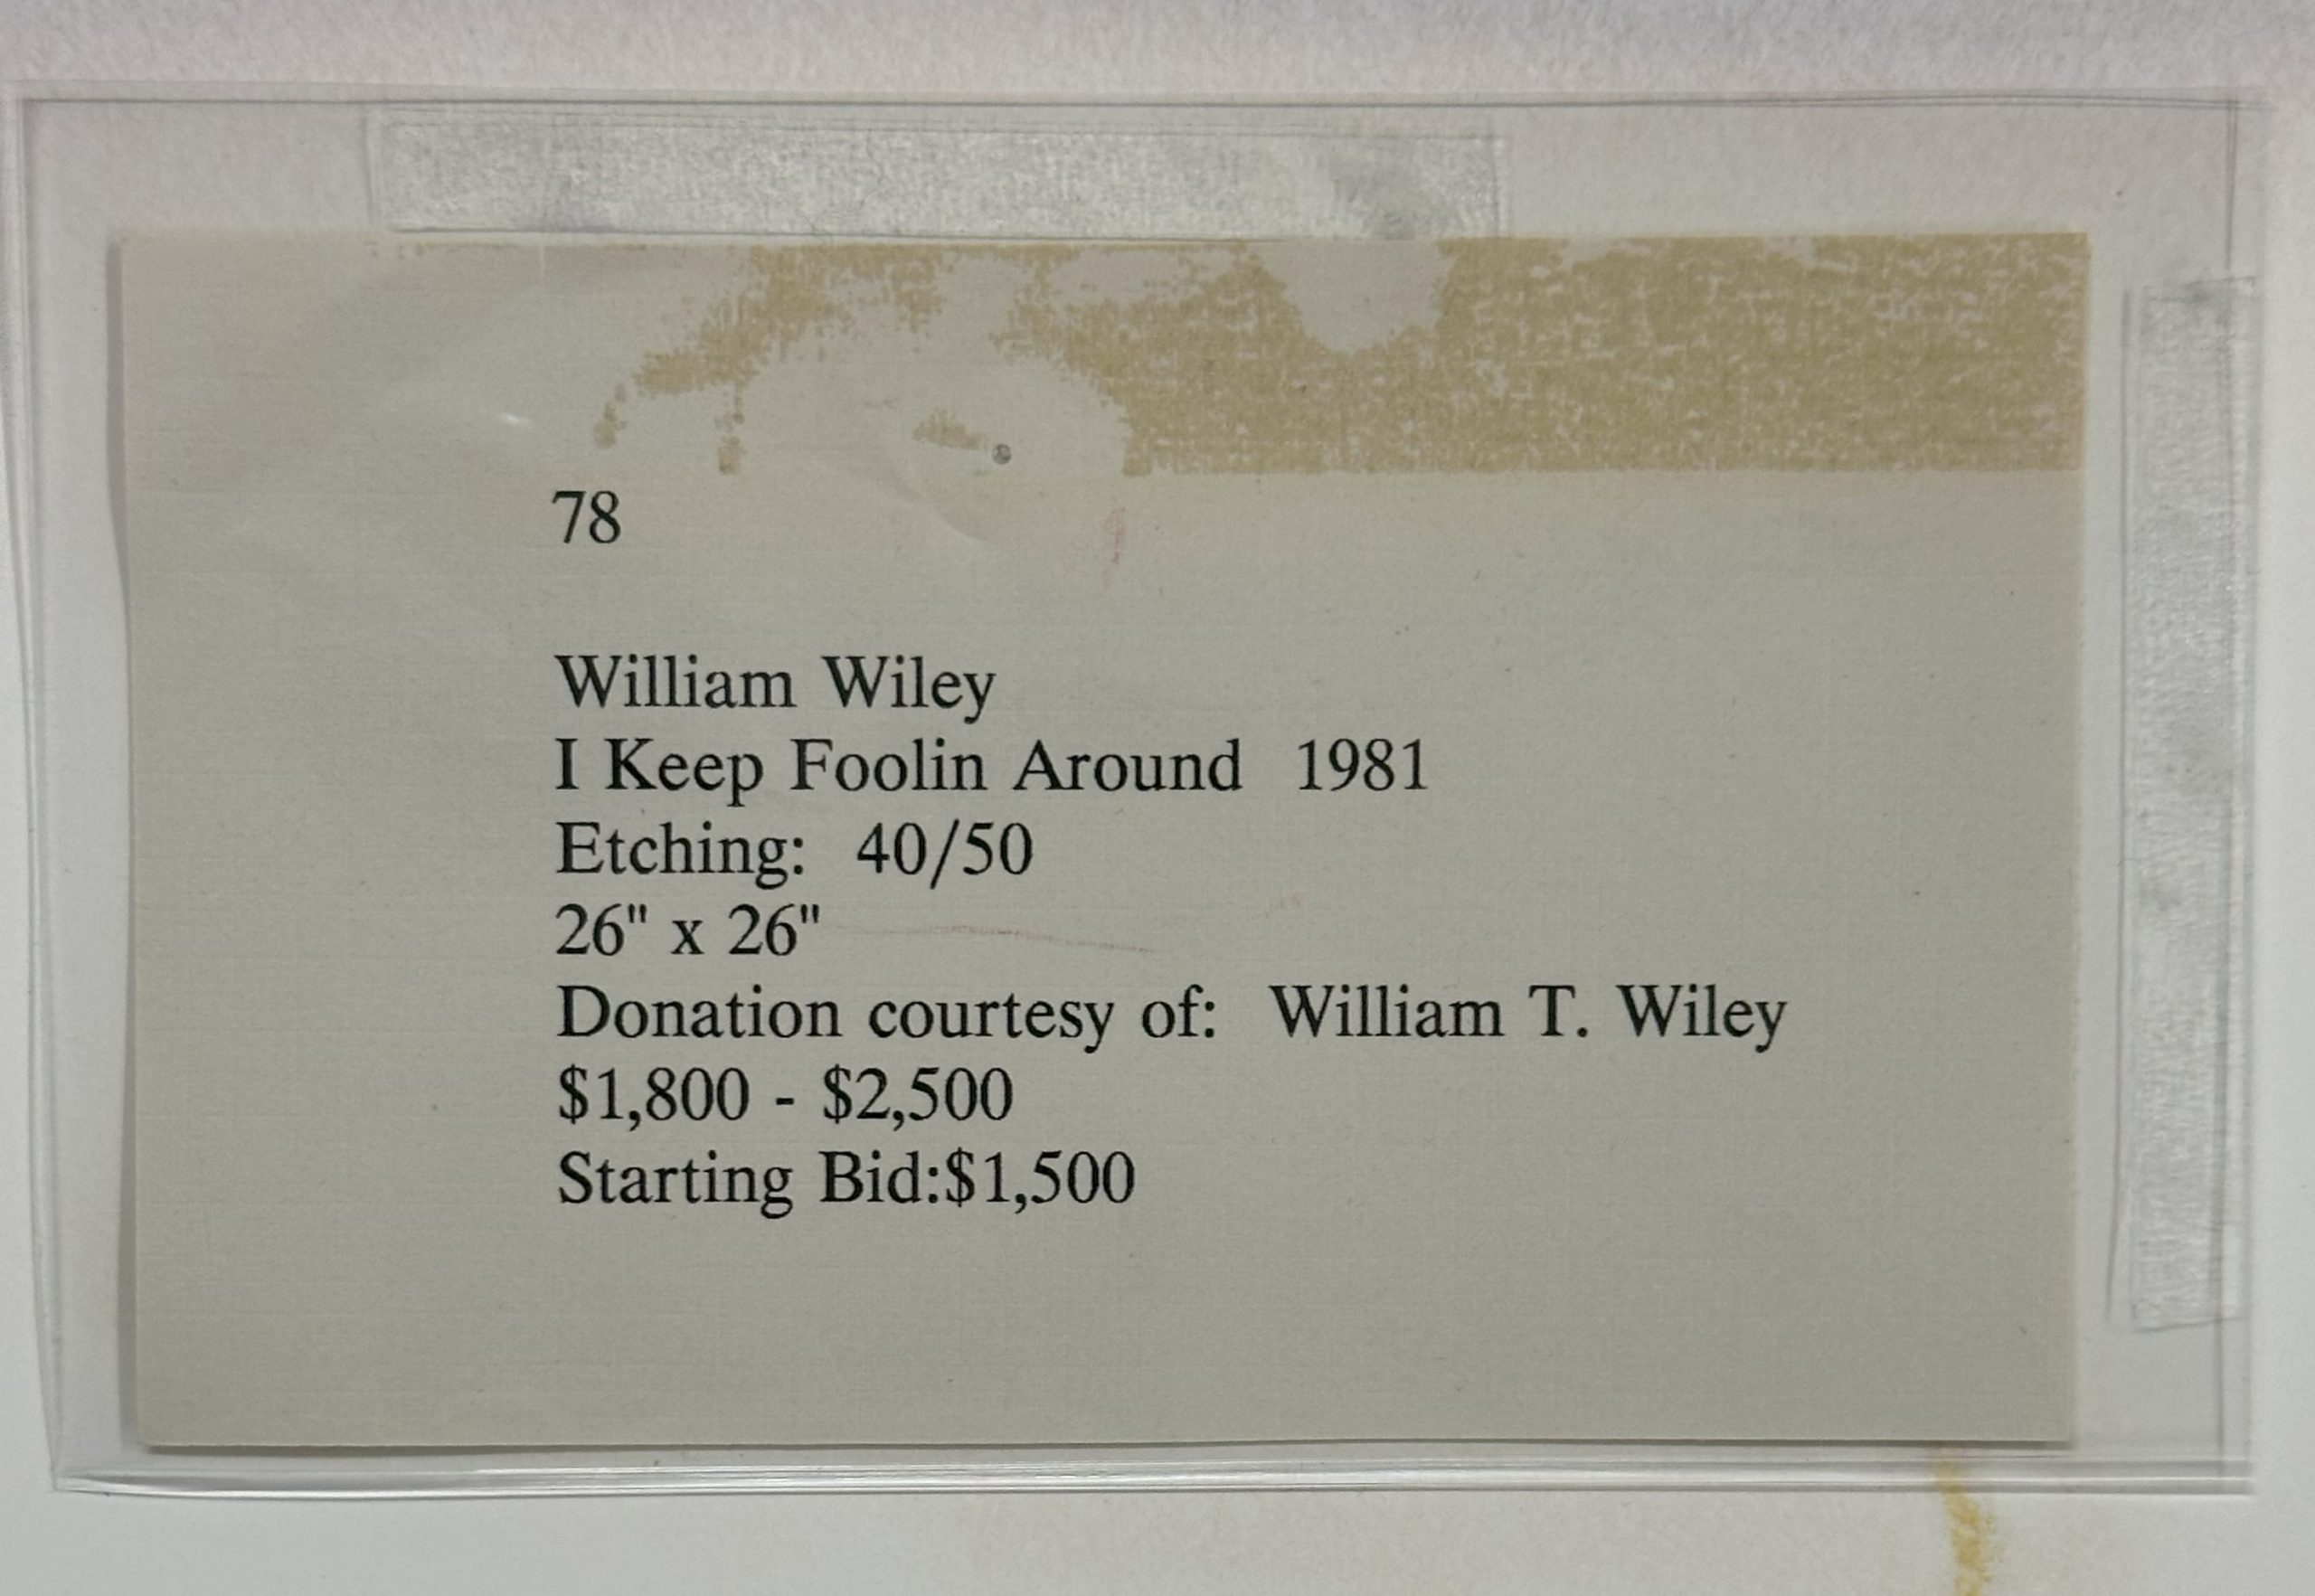 78
William Wiley
I Keep Foolin Around 1981
Etching: 40/50
26" x 26"
Donation courtesy of: William T. Wiley
$1,800 - $2,500
Starting Bid:$1,500